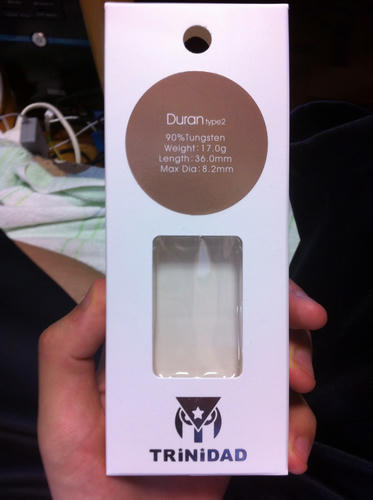 Duran type2
90%Tungsten
Weight:17.0g
Length:36.0mm
Max Dia:8.2mm
TRiNiDAD